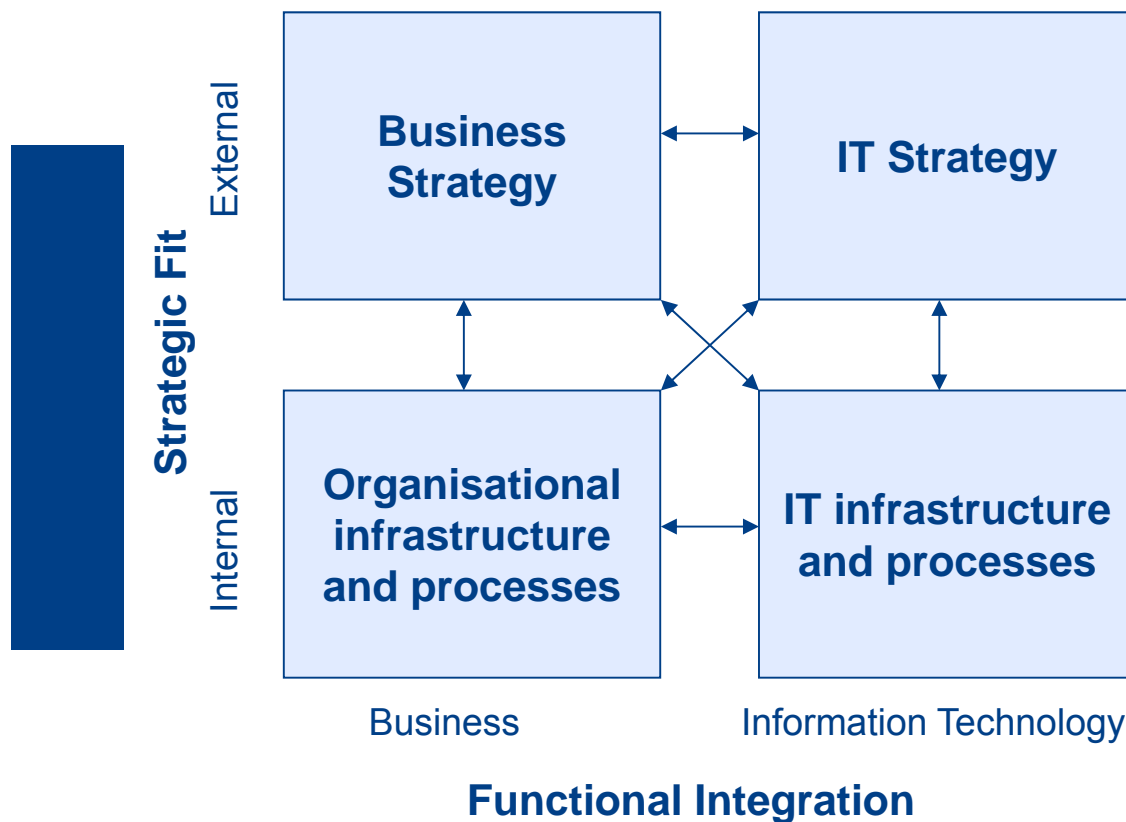 External
Business
Strategy
IT Strategy
Strategic Fit
Internal
Organisational
infrastructure
and processes
IT infrastructure
and processes
Business
Information Technology
Functional Integration